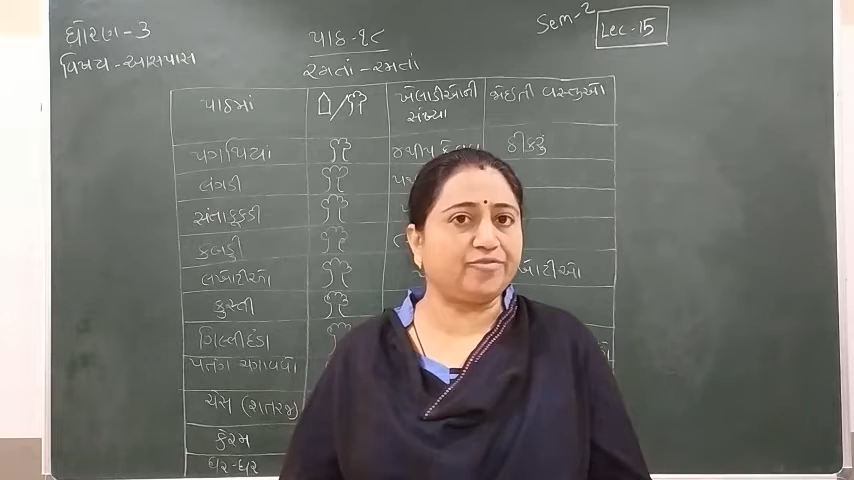 ધોરણ-3
વિષય-આસપાસ
પાઠ-૧૮
રમતાં-રમતાં
Sem-2
Lec-15
પાઠમાં
ખેલાડીઓની સંખ્યા
જોઇતી વસ્તુઓ
પગથિયાં
ઠીકરું
લંગડી
સંતાકૂકડી
કબડ્ડી
લખોટીઓ
કુસ્તી
ગિલ્લીદંડા
પતંગ ચગાવવો
ચેસ (શતરંજ)
કેરમ
ઘર-ઘર